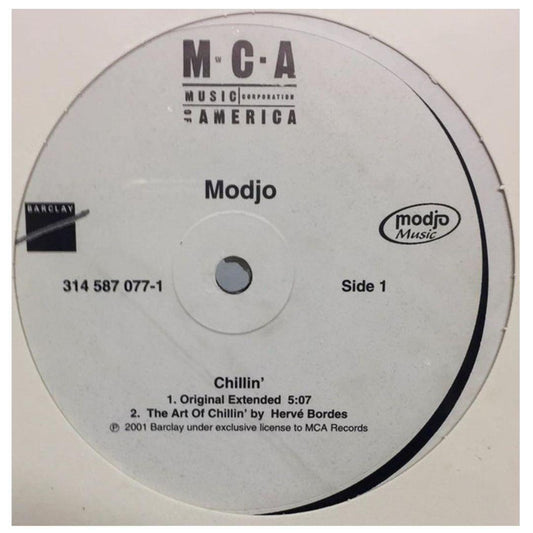 M·C·A
MUSIC CORPORATION
OF AMERICA
Modjo
BARCLAY
modjo
Music
314 587 077-1
Side 1
Chillin'
1. Original Extended 5:07
2. The Art Of Chillin' by Hervé Bordes
℗ 2001 Barclay under exclusive license to MCA Records